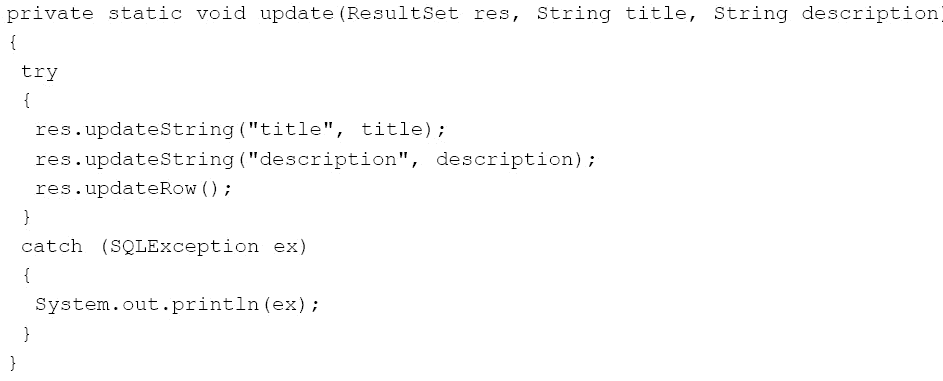 private static void update(ResultSet res, String title, String description)
{
try
{
res.updateString("title", title);
res.updateString("description", description);
res.updateRow();
}
catch (SQLException ex)
{
System.out.println(ex);
}
}